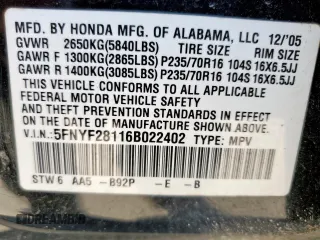 MFD. BY HONDA MFG. OF ALABAMA, LLC 12/'05
GVWR 2650KG(5840LBS) TIRE SIZE RIM SIZE
GAWR F 1300KG(2865LBS)P235/70R16 104S 16X6.5JJ
GAWR R 1400KG(3085LBS)P235/70R16 104S 16X6.5JJ
THIS VEHICLE CONFORMS TO ALL APPLICABLE
FEDERAL MOTOR VEHICLE SAFETY AND
THEFT PREVENTION STANDARDS IN EFFECT ON
THE DATE OF MANUFACTURE SHOWN ABOVE.
V.I.N.: 5FNYF28116B022402 TYPE: MPV
STW6 AA5 -B92P -E -B
DREAMBID